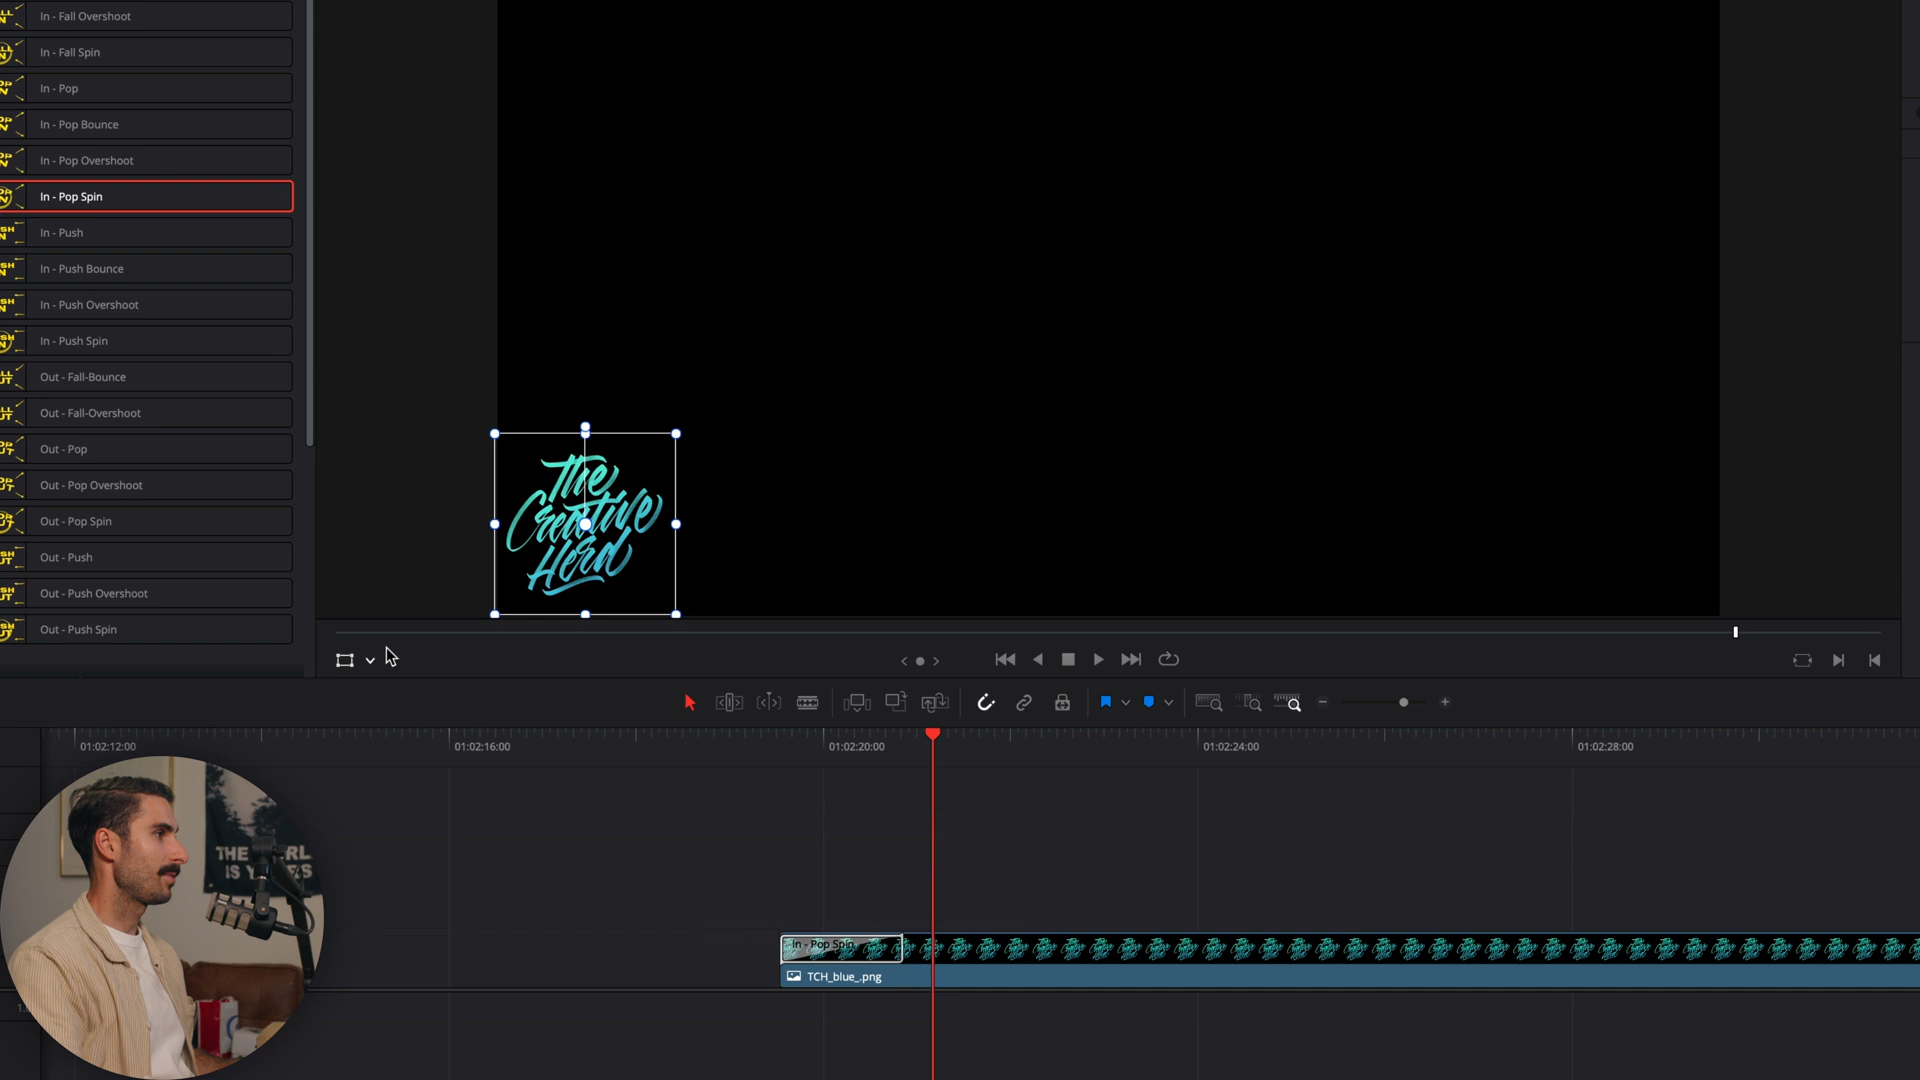 In - Fall Overshoot
In - Fall Spin
In - Pop
In - Pop Bounce
In - Pop Overshoot
In - Pop Spin
In - Push
In - Push Bounce
In - Push Overshoot
In - Push Spin
Out - Fall-Bounce
Out - Fall-Overshoot
Out - Pop
Out - Pop Overshoot
Out - Pop Spin
Out - Push
Out - Push Overshoot
Out - Push Spin
The
Creative
Herd
01:02:12:00
01:02:16:00
01:02:20:00
01:02:24:00
01:02:28:00
In - Pop Spin
TCH_blue_.png